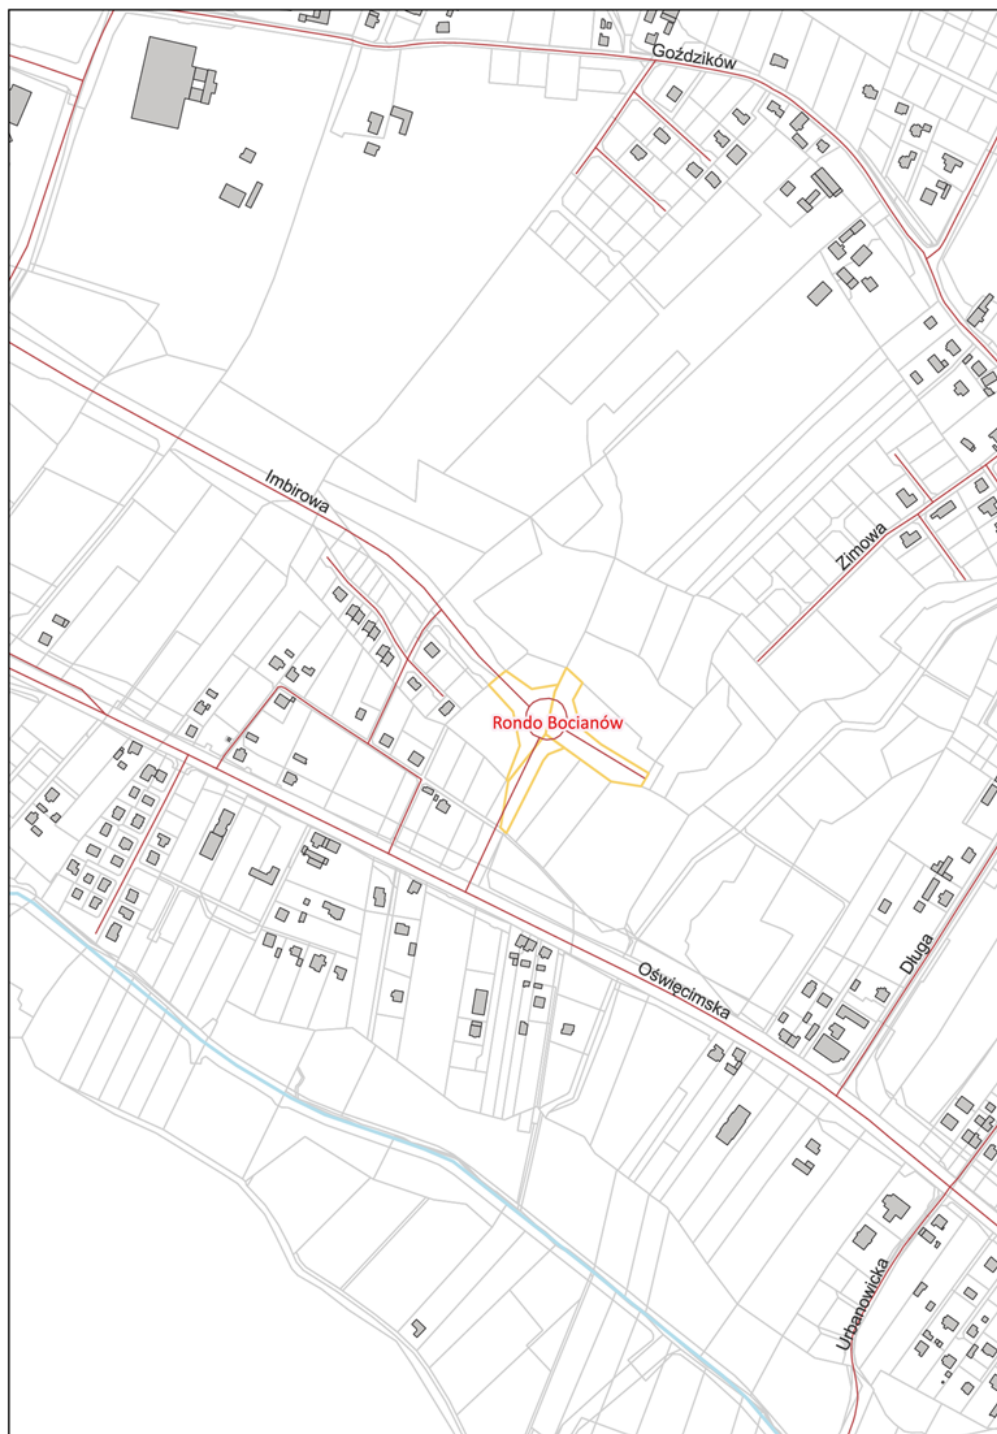 Goździków
Imbirowa
Zimowa
Rondo Bocianów
Długa
Oświęcimska
Urbanowicka